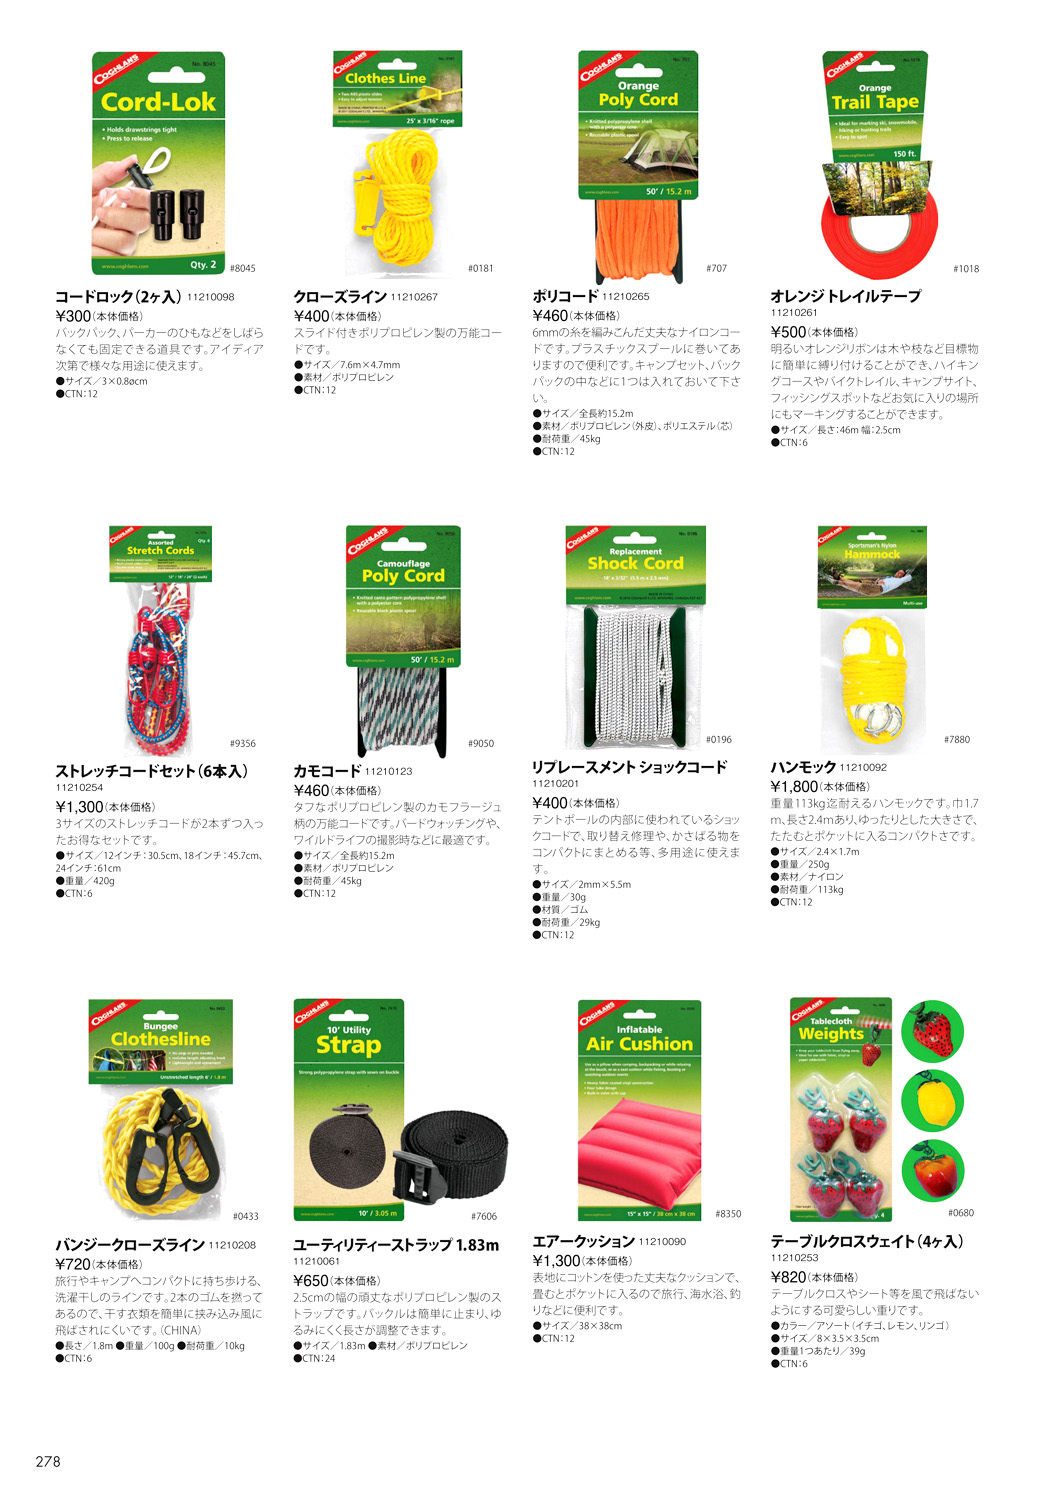 COGHLAN'S
No. 8045
Cord-Lok
• Holds drawstrings tight
• Press to release
www.coghlans.com
Qty. 2
#8045
コードロック（2ヶ入） 11210098
¥300（本体価格）
バックパック、パーカーのひもなどをしばら
なくても固定できる道具です。アイディア
次第で様々な用途に使えます。
●サイズ／3×0.8øcm
●CTN：12
COGHLAN'S
Clothes Line
25' x 3/16" rope
#0181
クローズライン 11210267
¥400（本体価格）
スライド付きポリプロピレン製の万能コー
ドです。
●サイズ／7.6m×4.7mm
●素材／ポリプロピレン
●CTN：12
COGHLAN'S
Orange
Poly Cord
• Knitted polypropylene shell
with a polyester core
• Reusable plastic spool
50' / 15.2 m
#707
ポリコード 11210265
¥460（本体価格）
6mmの糸を編みこんだ丈夫なナイロンコー
ドです。プラスチックスプールに巻いてあ
りますので便利です。キャンプセット、バック
パックの中などに1つは入れておいて下さ
い。
●サイズ／全長約15.2m
●素材／ポリプロピレン（外皮）、ポリエステル（芯）
●耐荷重／45kg
●CTN：12
COGHLAN'S
Orange
Trail Tape
• Ideal for marking ski, snowmobile,
hiking or hunting trails
• Easy to spot
150 ft.
#1018
オレンジトレイルテープ
11210261
¥500（本体価格）
明るいオレンジリボンは木や枝など目標物
に簡単に縛り付けることができ、ハイキン
グコースやバイクトレイル、キャンプサイト、
フィッシングスポットなどお気に入りの場所
にもマーキングすることができます。
●サイズ／長さ：46m 幅：2.5cm
●CTN：6
COGHLAN'S
Assorted
Stretch Cords
Qty. 6
#9356
ストレッチコードセット（6本入）
11210254
¥1,300（本体価格）
3サイズのストレッチコードが2本ずつ入っ
たお得なセットです。
●サイズ／12インチ：30.5cm、18インチ：45.7cm、
24インチ：61cm
●重量／420g
●CTN：6
COGHLAN'S
Camouflage
Poly Cord
• Knitted camo pattern polypropylene shell
with a polyester core
• Reusable black plastic spool
50' / 15.2 m
#9050
カモコード 11210123
¥460（本体価格）
タフなポリプロピレン製のカモフラージュ
柄の万能コードです。バードウォッチングや、
ワイルドライフの撮影時などに最適です。
●サイズ／全長約15.2m
●素材／ポリプロピレン
●耐荷重／45kg
●CTN：12
COGHLAN'S
No. 0196
Replacement
Shock Cord
#0196
リプレースメント ショックコード
11210201
¥400（本体価格）
テントポールの内部に使われているショッ
クコードで、取り替え修理や、かさばる物を
コンパクトにまとめる等、多用途に使えま
す。
●サイズ／2mm×5.5m
●重量／30g
●材質／ゴム
●耐荷重／29kg
●CTN：12
COGHLAN'S
Sportsman's Nylon
Hammock
Multi-use
#7880
ハンモック 11210092
¥1,800（本体価格）
重量113kg迄耐えるハンモックです。巾1.7
m、長さ2.4mあり、ゆったりとした大きさで、
たたむとポケットに入るコンパクトさです。
●サイズ／2.4×1.7m
●重量／250g
●素材／ナイロン
●耐荷重／113kg
●CTN：12
COGHLAN'S
Bungee
Clothesline
Unstretched length 6' / 1.8 m
#0433
バンジークローズライン 11210208
¥720（本体価格）
旅行やキャンプへコンパクトに持ち歩ける、
洗濯干しのラインです。2本のゴムを撚って
あるので、干す衣類を簡単に挟み込み風に
飛ばされにくいです。（CHINA）
●長さ／1.8m ●重量／100g ●耐荷重／10kg
●CTN：6
COGHLAN'S
10' Utility
Strap
Strong polypropylene strap with sewn on buckle
10' / 3.05 m
#7606
ユーティリティーストラップ 1.83m
11210061
¥650（本体価格）
2.5cmの幅の頑丈なポリプロピレン製のス
トラップです。バックルは簡単に止まり、ゆ
るみにくく長さが調整できます。
●サイズ／1.83m ●素材／ポリプロピレン
●CTN：24
COGHLAN'S
Inflatable
Air Cushion
15" x 15" / 38 cm x 38 cm
#8350
エアークッション 11210090
¥1,300（本体価格）
表地にコットンを使った丈夫なクッションで、
畳むとポケットに入るので旅行、海水浴、釣
りなどに便利です。
●サイズ／38×38cm
●CTN：12
COGHLAN'S
Tablecloth
Weights
#0680
テーブルクロスウェイト（4ヶ入）
11210253
¥820（本体価格）
テーブルクロスやシート等を風で飛ばない
ようにする可愛らしい重りです。
●カラー／アソート（イチゴ、レモン、リンゴ）
●サイズ／8×3.5×3.5cm
●重量1つあたり／39g
●CTN：6
278